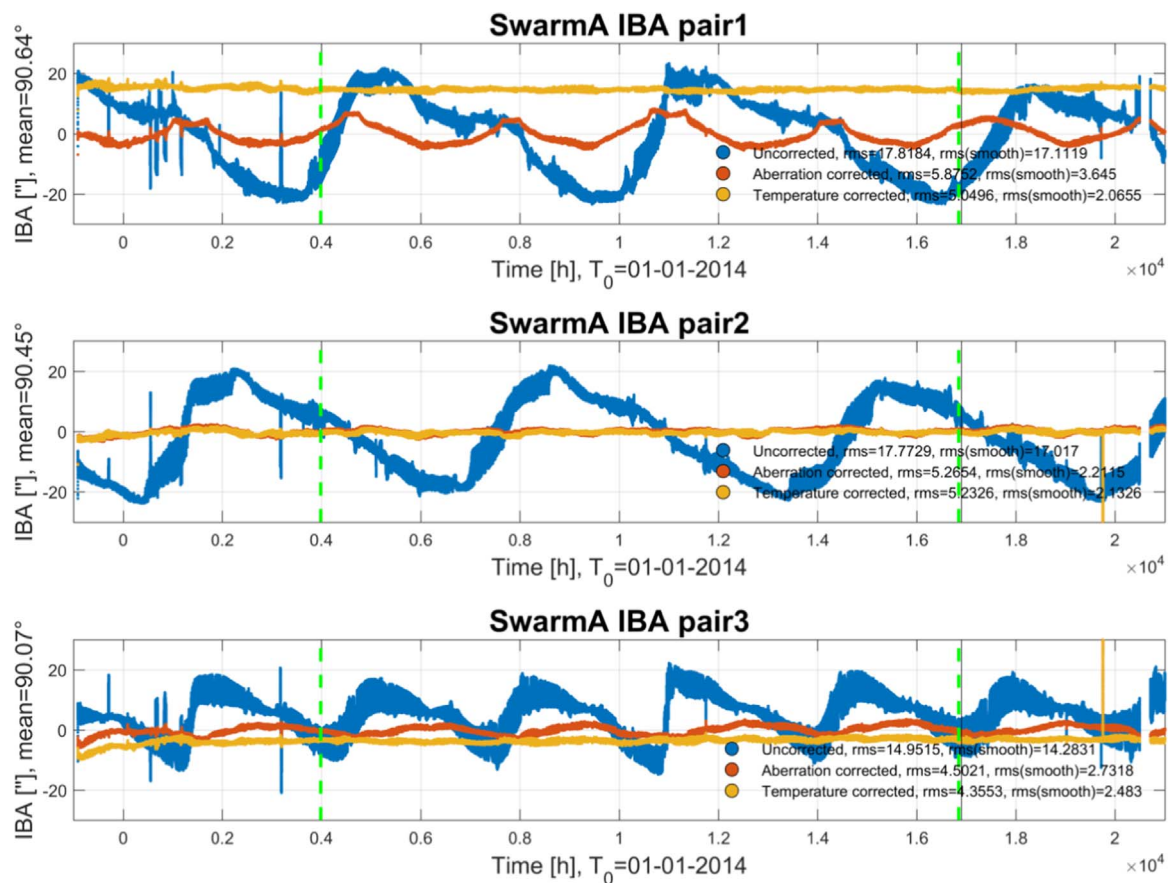 SwarmA IBA pair1
IBA ["], mean=90.64°
20
0
-20
Uncorrected, rms=17.8184, rms(smooth)=17.1119
Aberration corrected, rms=5.8752, rms(smooth)=3.645
Temperature corrected, rms=5.0496, rms(smooth)=2.0655
0 0.2 0.4 0.6 0.8 1 1.2 1.4 1.6 1.8 2
×10⁴
Time [h], T₀=01-01-2014
SwarmA IBA pair2
IBA ["], mean=90.45°
20
0
-20
Uncorrected, rms=17.7729, rms(smooth)=17.017
Aberration corrected, rms=5.2654, rms(smooth)=2.2115
Temperature corrected, rms=5.2326, rms(smooth)=2.1326
0 0.2 0.4 0.6 0.8 1 1.2 1.4 1.6 1.8 2
×10⁴
Time [h], T₀=01-01-2014
SwarmA IBA pair3
IBA ["], mean=90.07°
20
0
-20
Uncorrected, rms=14.9515, rms(smooth)=14.2831
Aberration corrected, rms=4.5021, rms(smooth)=2.7318
Temperature corrected, rms=4.3553, rms(smooth)=2.483
0 0.2 0.4 0.6 0.8 1 1.2 1.4 1.6 1.8 2
×10⁴
Time [h], T₀=01-01-2014